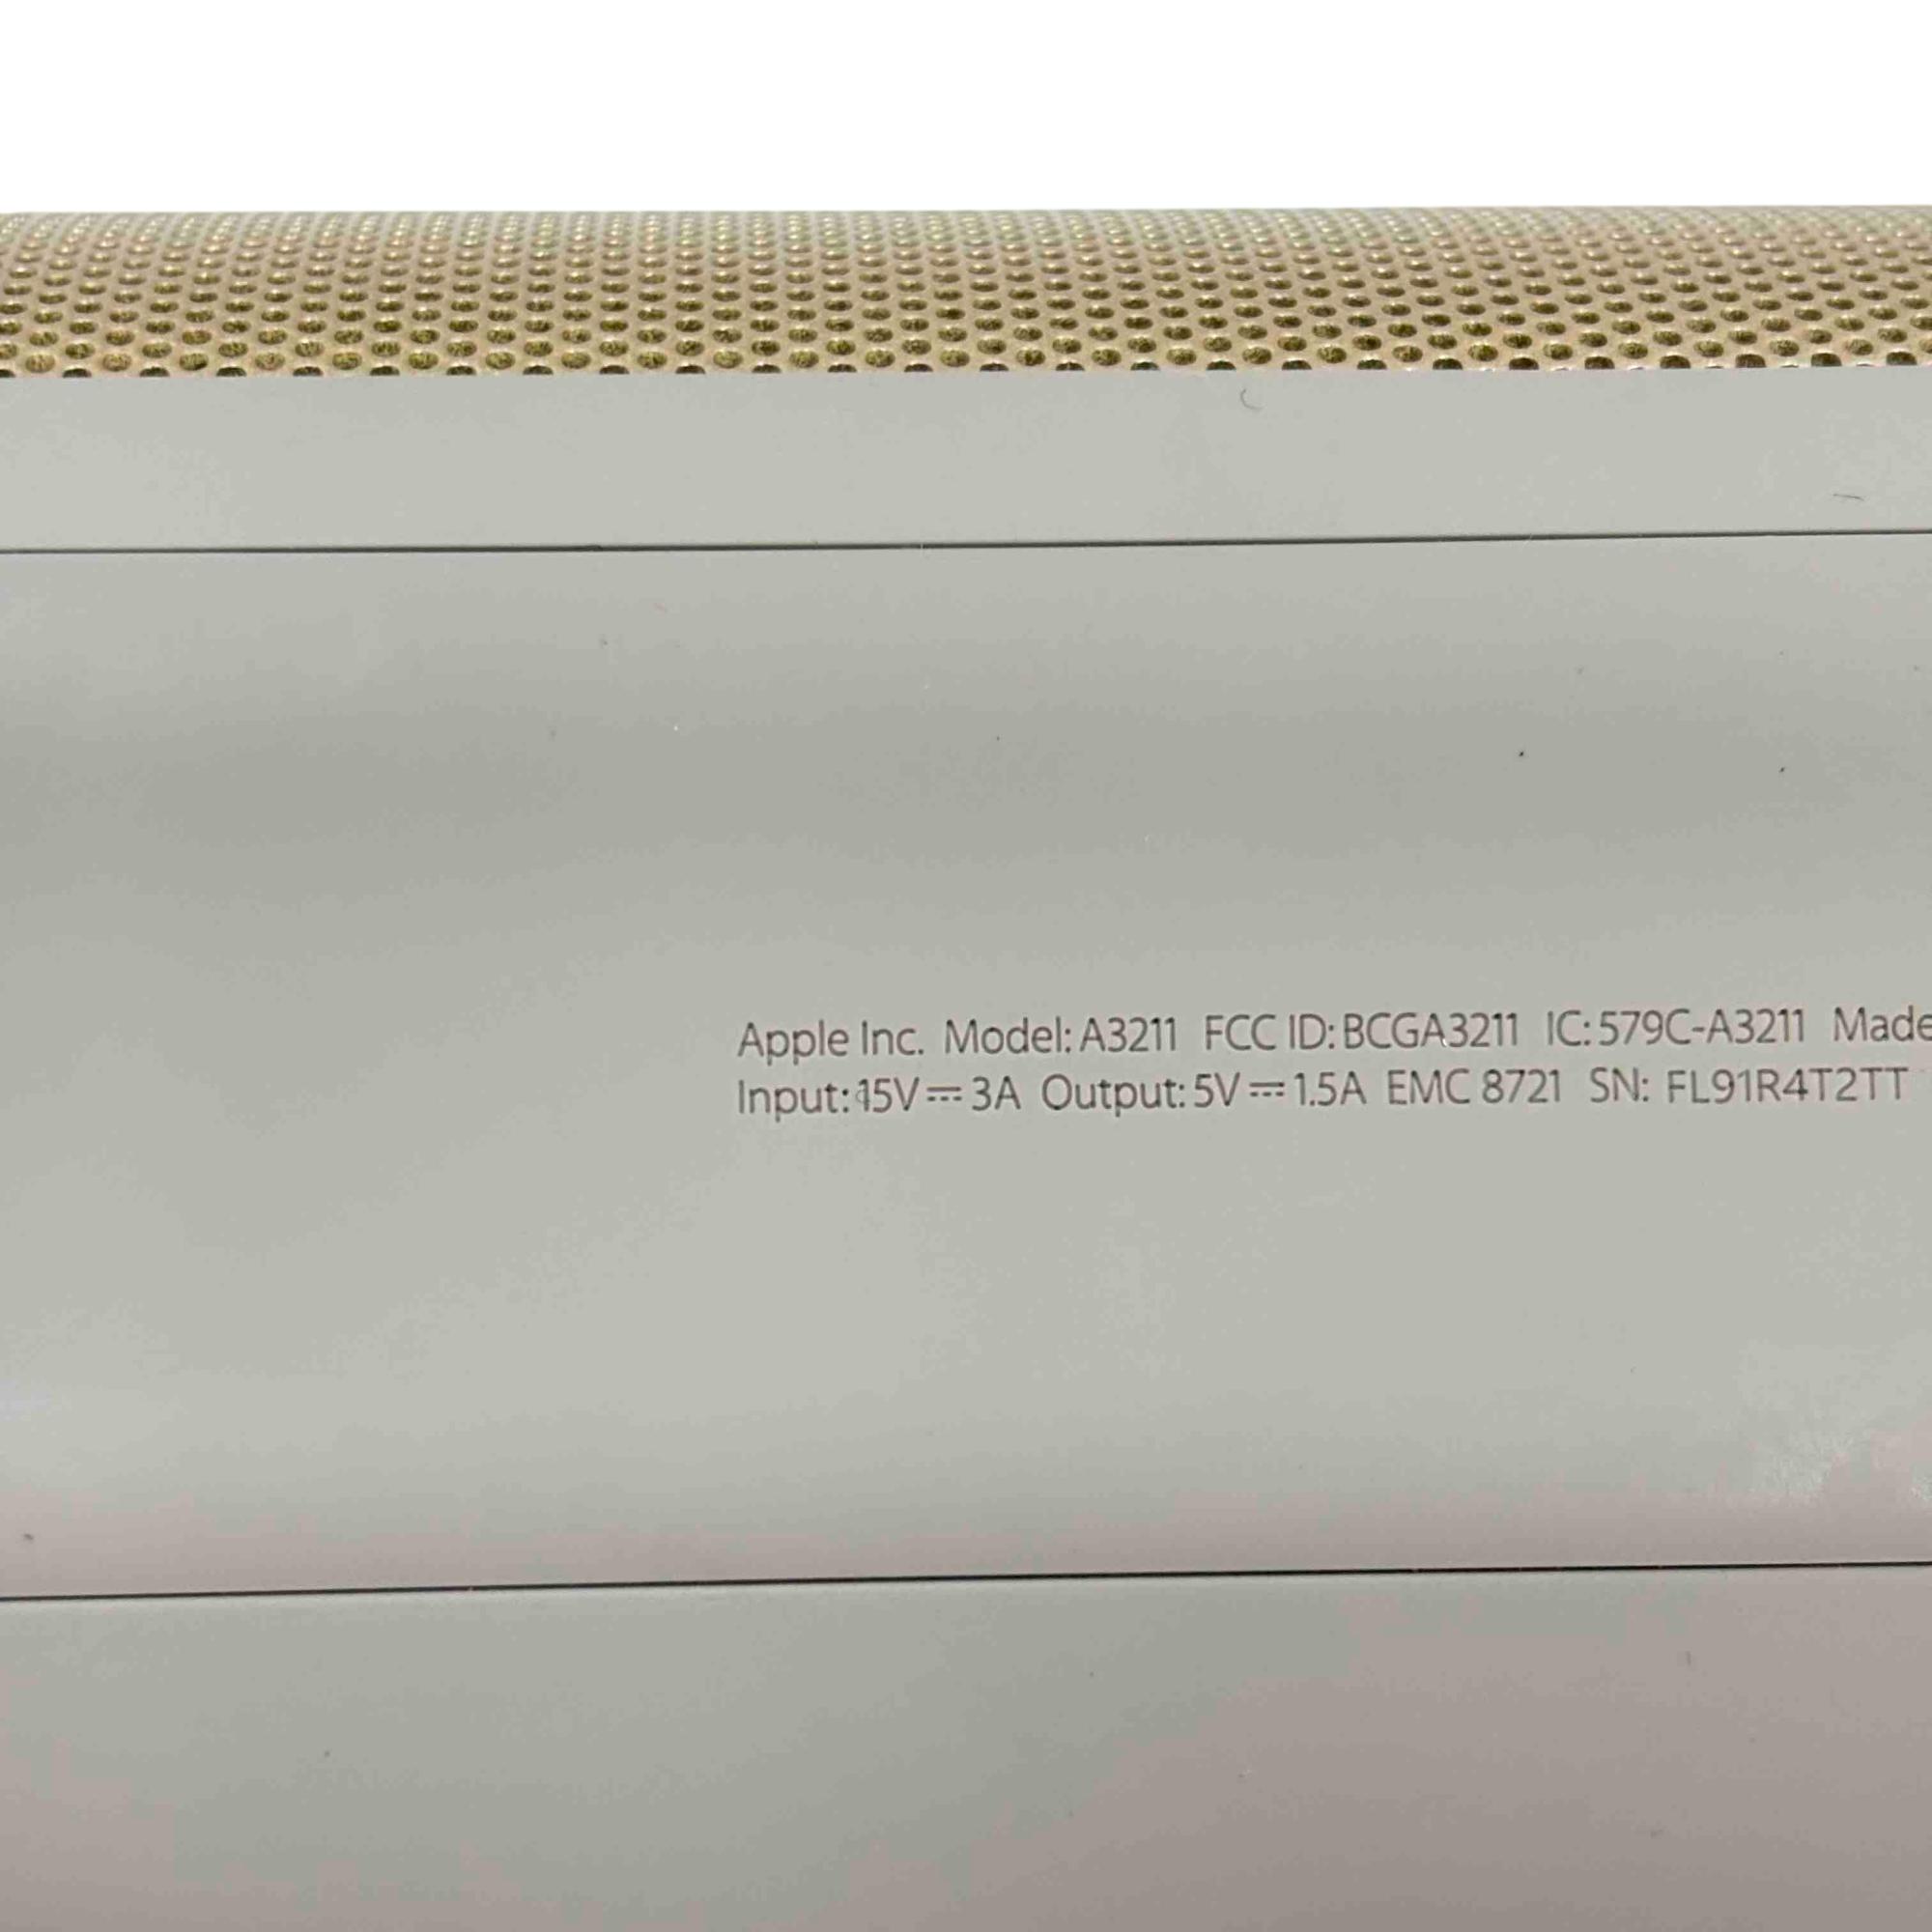 Apple Inc. Model: A3211 FCC ID: BCGA3211 IC: 579C-A3211 Made
Input: 15V⎓3A Output: 5V⎓1.5A EMC 8721 SN: FL91R4T2TT